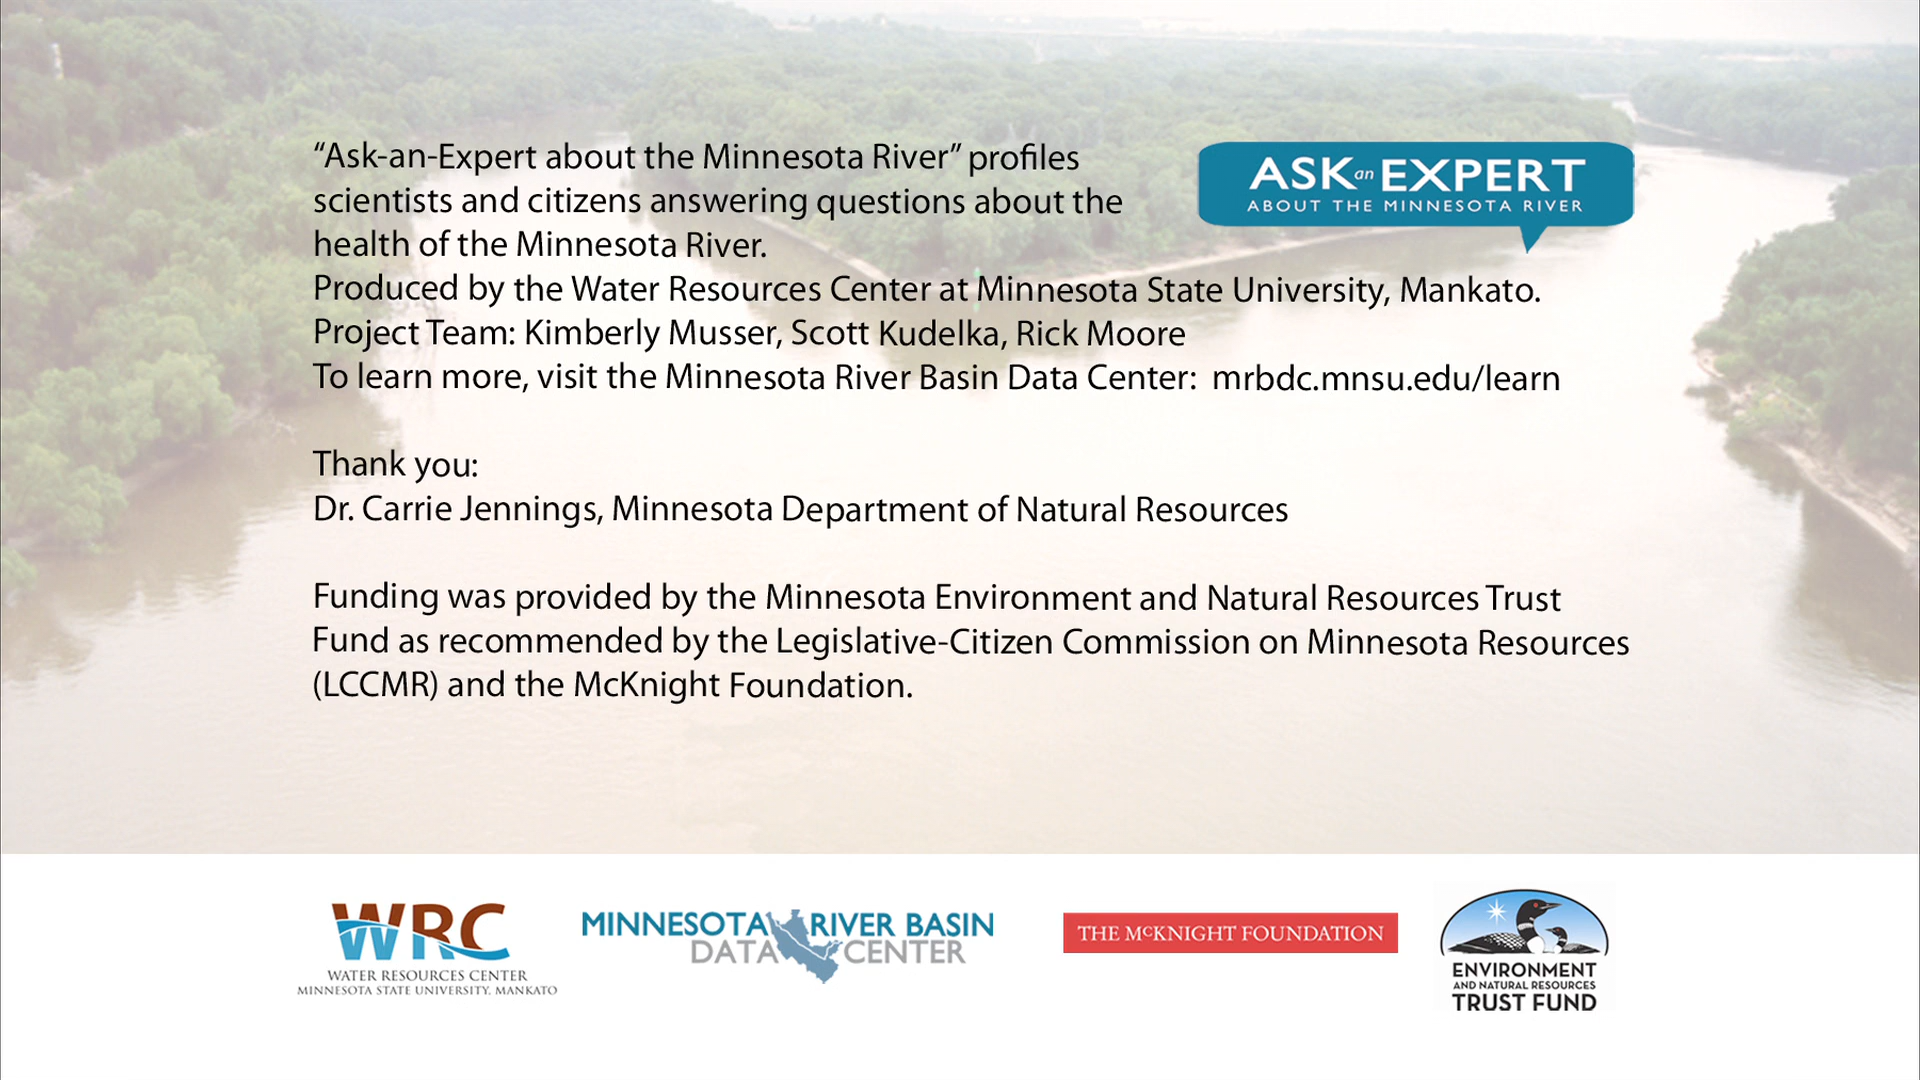 “Ask-an-Expert about the Minnesota River” profiles
scientists and citizens answering questions about the
health of the Minnesota River.
ASK an EXPERT
ABOUT THE MINNESOTA RIVER
Produced by the Water Resources Center at Minnesota State University, Mankato.
Project Team: Kimberly Musser, Scott Kudelka, Rick Moore
To learn more, visit the Minnesota River Basin Data Center: mrbdc.mnsu.edu/learn
Thank you:
Dr. Carrie Jennings, Minnesota Department of Natural Resources
Funding was provided by the Minnesota Environment and Natural Resources Trust
Fund as recommended by the Legislative-Citizen Commission on Minnesota Resources
(LCCMR) and the McKnight Foundation.
WRC
WATER RESOURCES CENTER
MINNESOTA STATE UNIVERSITY, MANKATO
MINNESOTA RIVER BASIN
DATA CENTER
THE McKNIGHT FOUNDATION
ENVIRONMENT
AND NATURAL RESOURCES
TRUST FUND